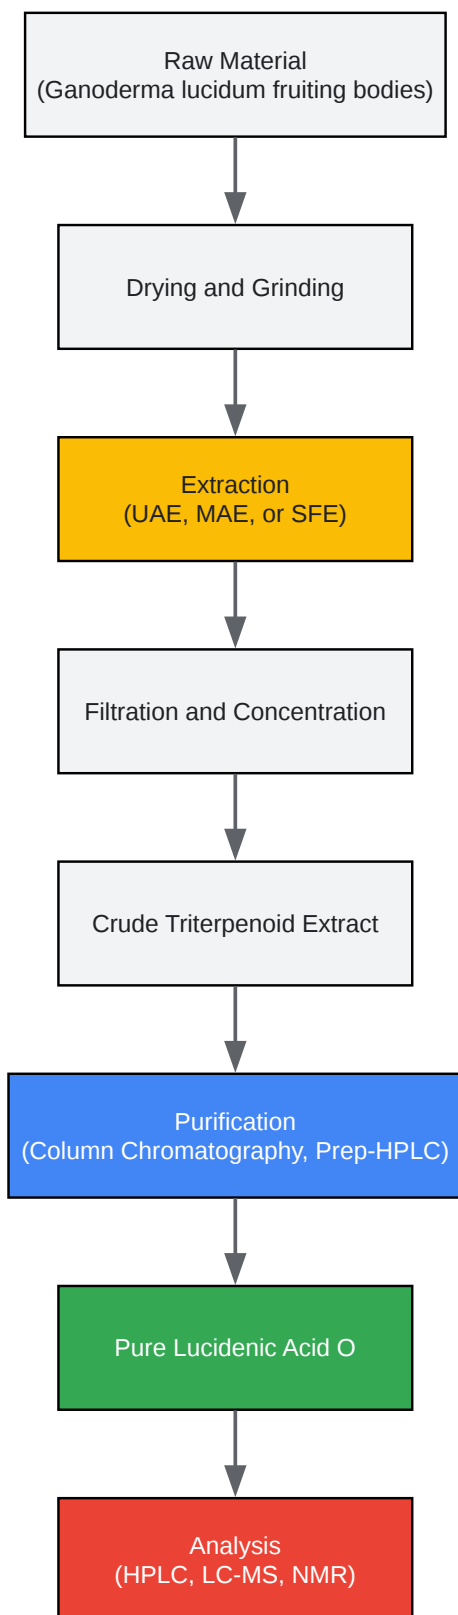 Raw Material
(Ganoderma lucidum fruiting bodies)
Drying and Grinding
Extraction
(UAE, MAE, or SFE)
Filtration and Concentration
Crude Triterpenoid Extract
Purification
(Column Chromatography, Prep-HPLC)
Pure Lucidenic Acid O
Analysis
(HPLC, LC-MS, NMR)